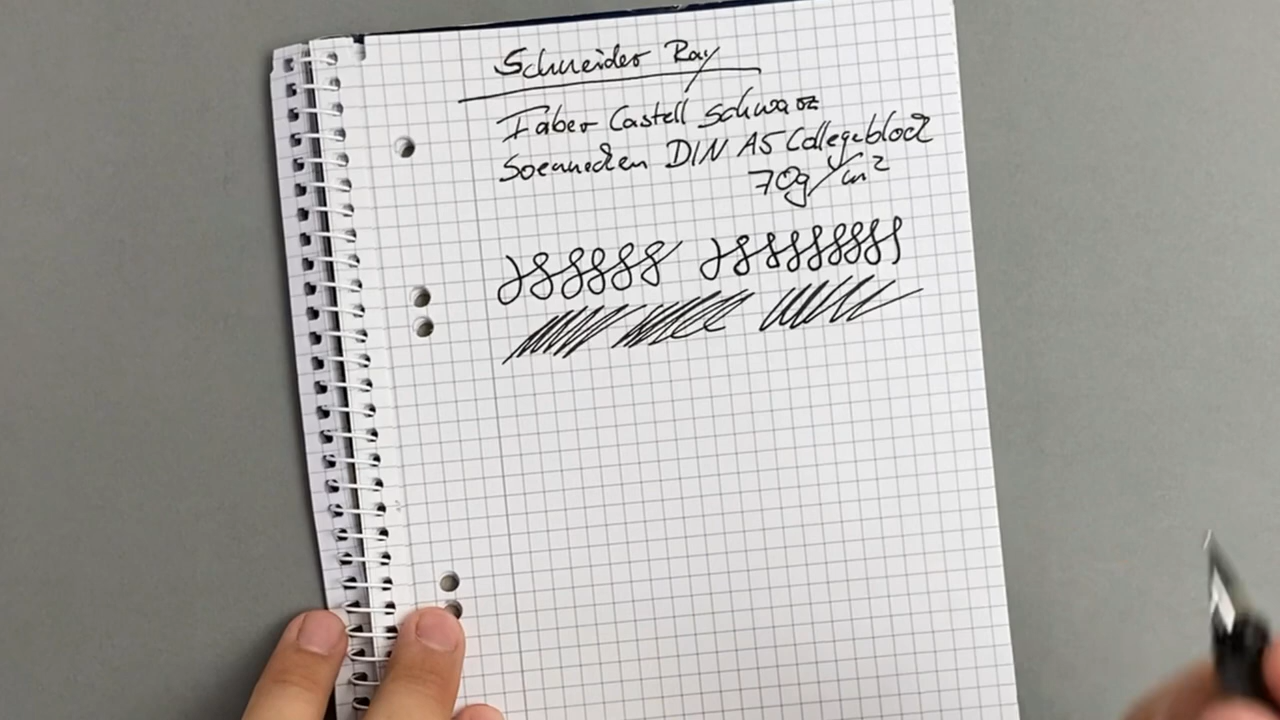 Schneider Ray
Faber Castell schwarz
Soennecken DIN A5 Collegeblock
70g/m²